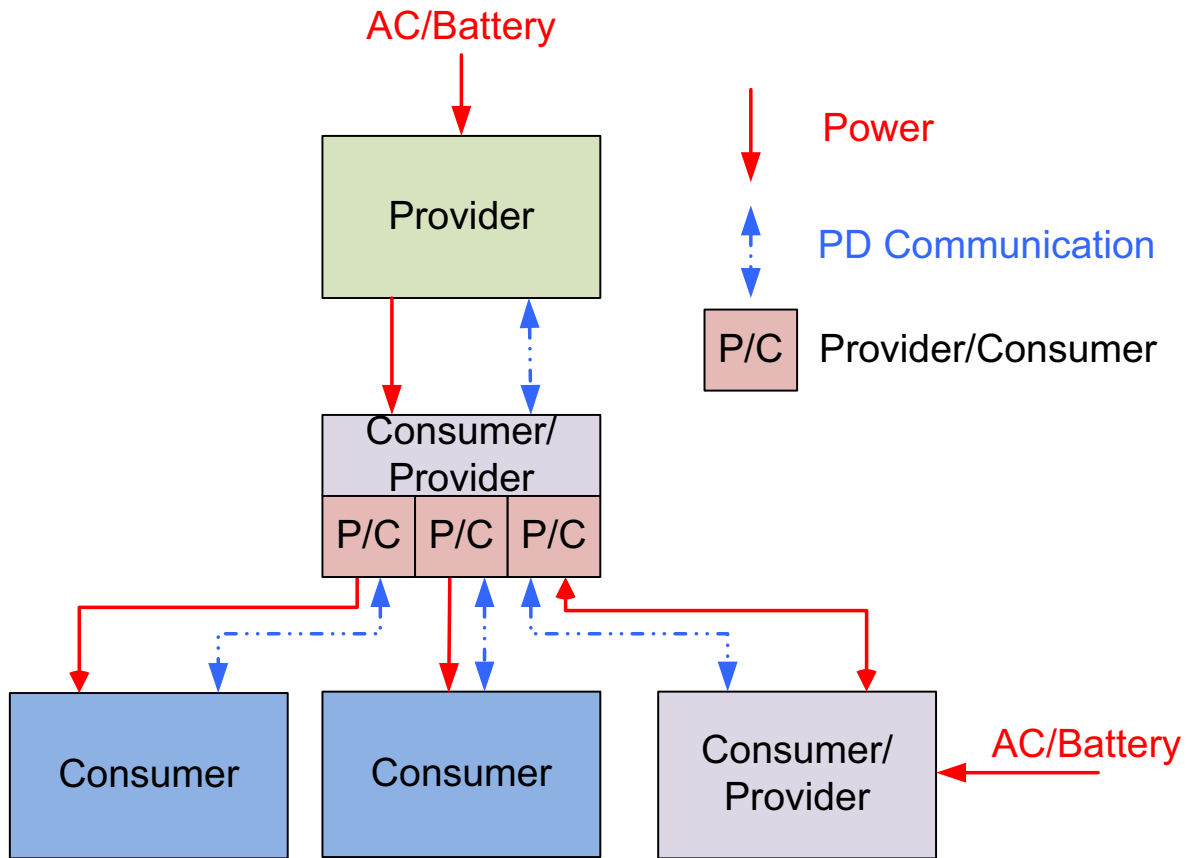 AC/Battery
Power
Provider
PD Communication
P/C
Provider/Consumer
Consumer/
Provider
P/C
P/C
P/C
Consumer
Consumer
Consumer/
Provider
AC/Battery